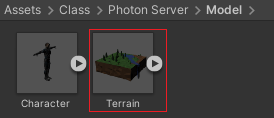 Assets > Class > Photon Server > Model >
Character Terrain